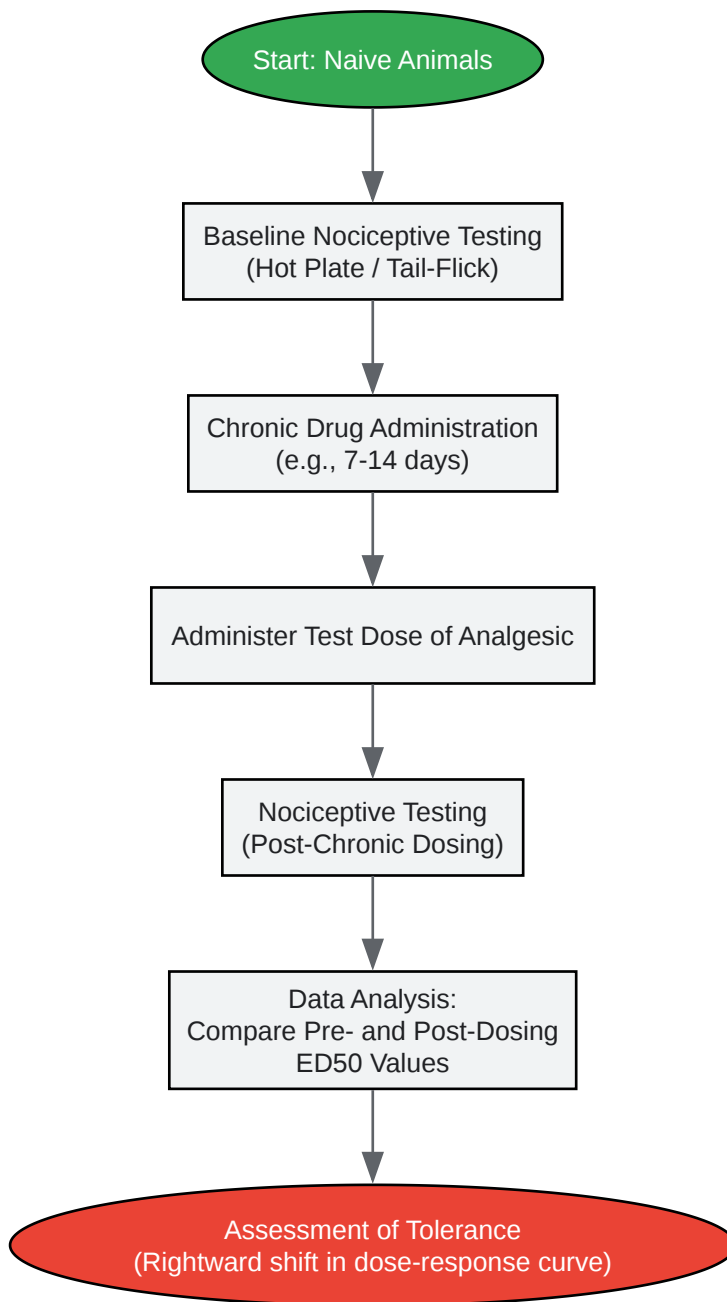 Start: Naive Animals
Baseline Nociceptive Testing
(Hot Plate / Tail-Flick)
Chronic Drug Administration
(e.g., 7-14 days)
Administer Test Dose of Analgesic
Nociceptive Testing
(Post-Chronic Dosing)
Data Analysis:
Compare Pre- and Post-Dosing
ED50 Values
Assessment of Tolerance
(Rightward shift in dose-response curve)